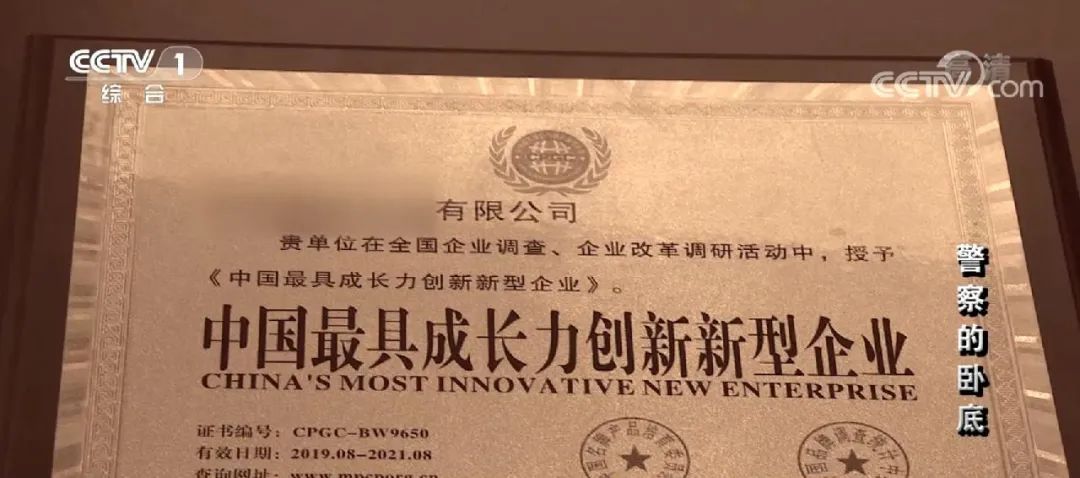 CCTV 1
综合
高清
CCTV.com
CPGC
有限公司
贵单位在全国企业调查、企业改革调研活动中，授予
《中国最具成长力创新新型企业》。
中国最具成长力创新新型企业
CHINA'S MOST INNOVATIVE NEW ENTERPRISE
证书编号：CPGC-BW9650
有效日期：2019.08-2021.08
警察的卧底